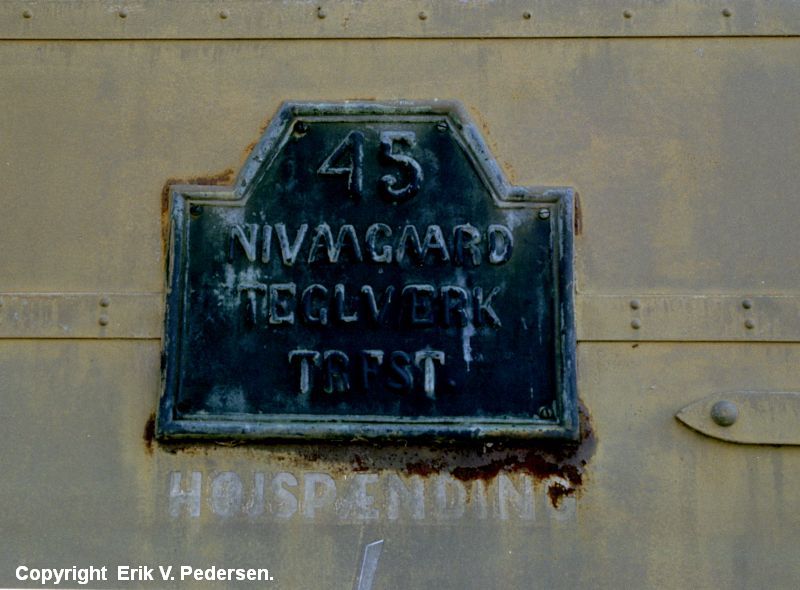 45
NIVAAGAARD
TEGLVÆRK
TRFST.
HØJSPÆNDING
Copyright Erik V. Pedersen.